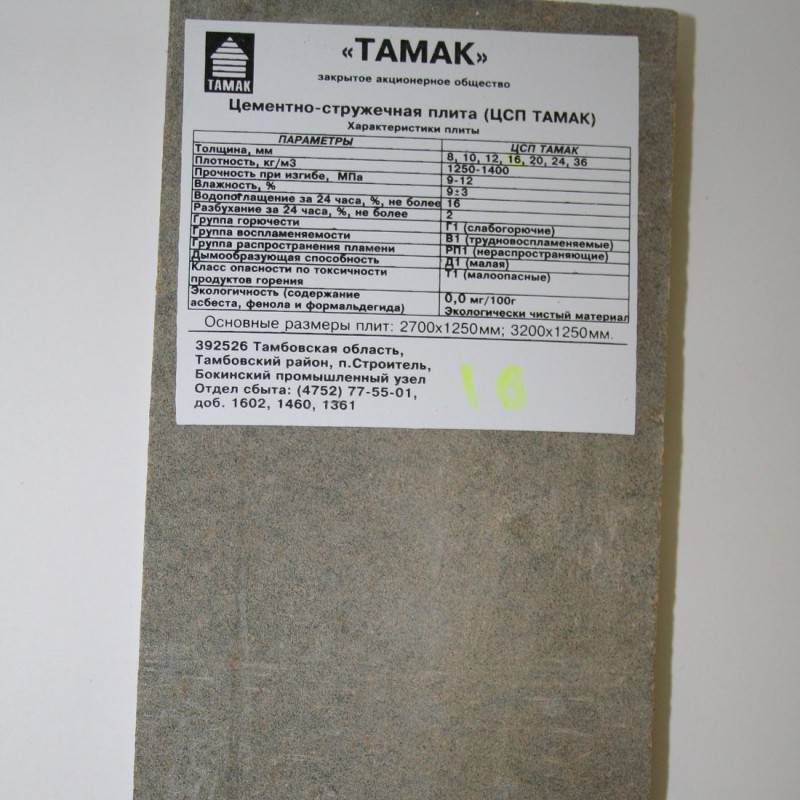 «ТАМАК»
ТАМАК
закрытое акционерное общество
Цементно-стружечная плита (ЦСП ТАМАК)
Характеристики плиты
ПАРАМЕТРЫ ЦСП ТАМАК
Толщина, мм 8, 10, 12, 16, 20, 24, 36
Плотность, кг/м3 1250-1400
Прочность при изгибе, МПа 9-12
Влажность, % 9±3
Водопоглащение за 24 часа, %, не более 16
Разбухание за 24 часа, %, не более 2
Группа горючести Г1 (слабогорючие)
Группа воспламеняемости В1 (трудновоспламеняемые)
Группа распространения пламени РП1 (нераспространяющие)
Дымообразующая способность Д1 (малая)
Класс опасности по токсичности Т1 (малоопасные)
продуктов горения
Экологичность (содержание 0,0 мг/100г
асбеста, фенола и формальдегида) Экологически чистый материал
Основные размеры плит: 2700х1250мм; 3200х1250мм.
392526 Тамбовская область,
Тамбовский район, п.Строитель,
Бокинский промышленный узел
Отдел сбыта: (4752) 77-55-01,
доб. 1602, 1460, 1361
16